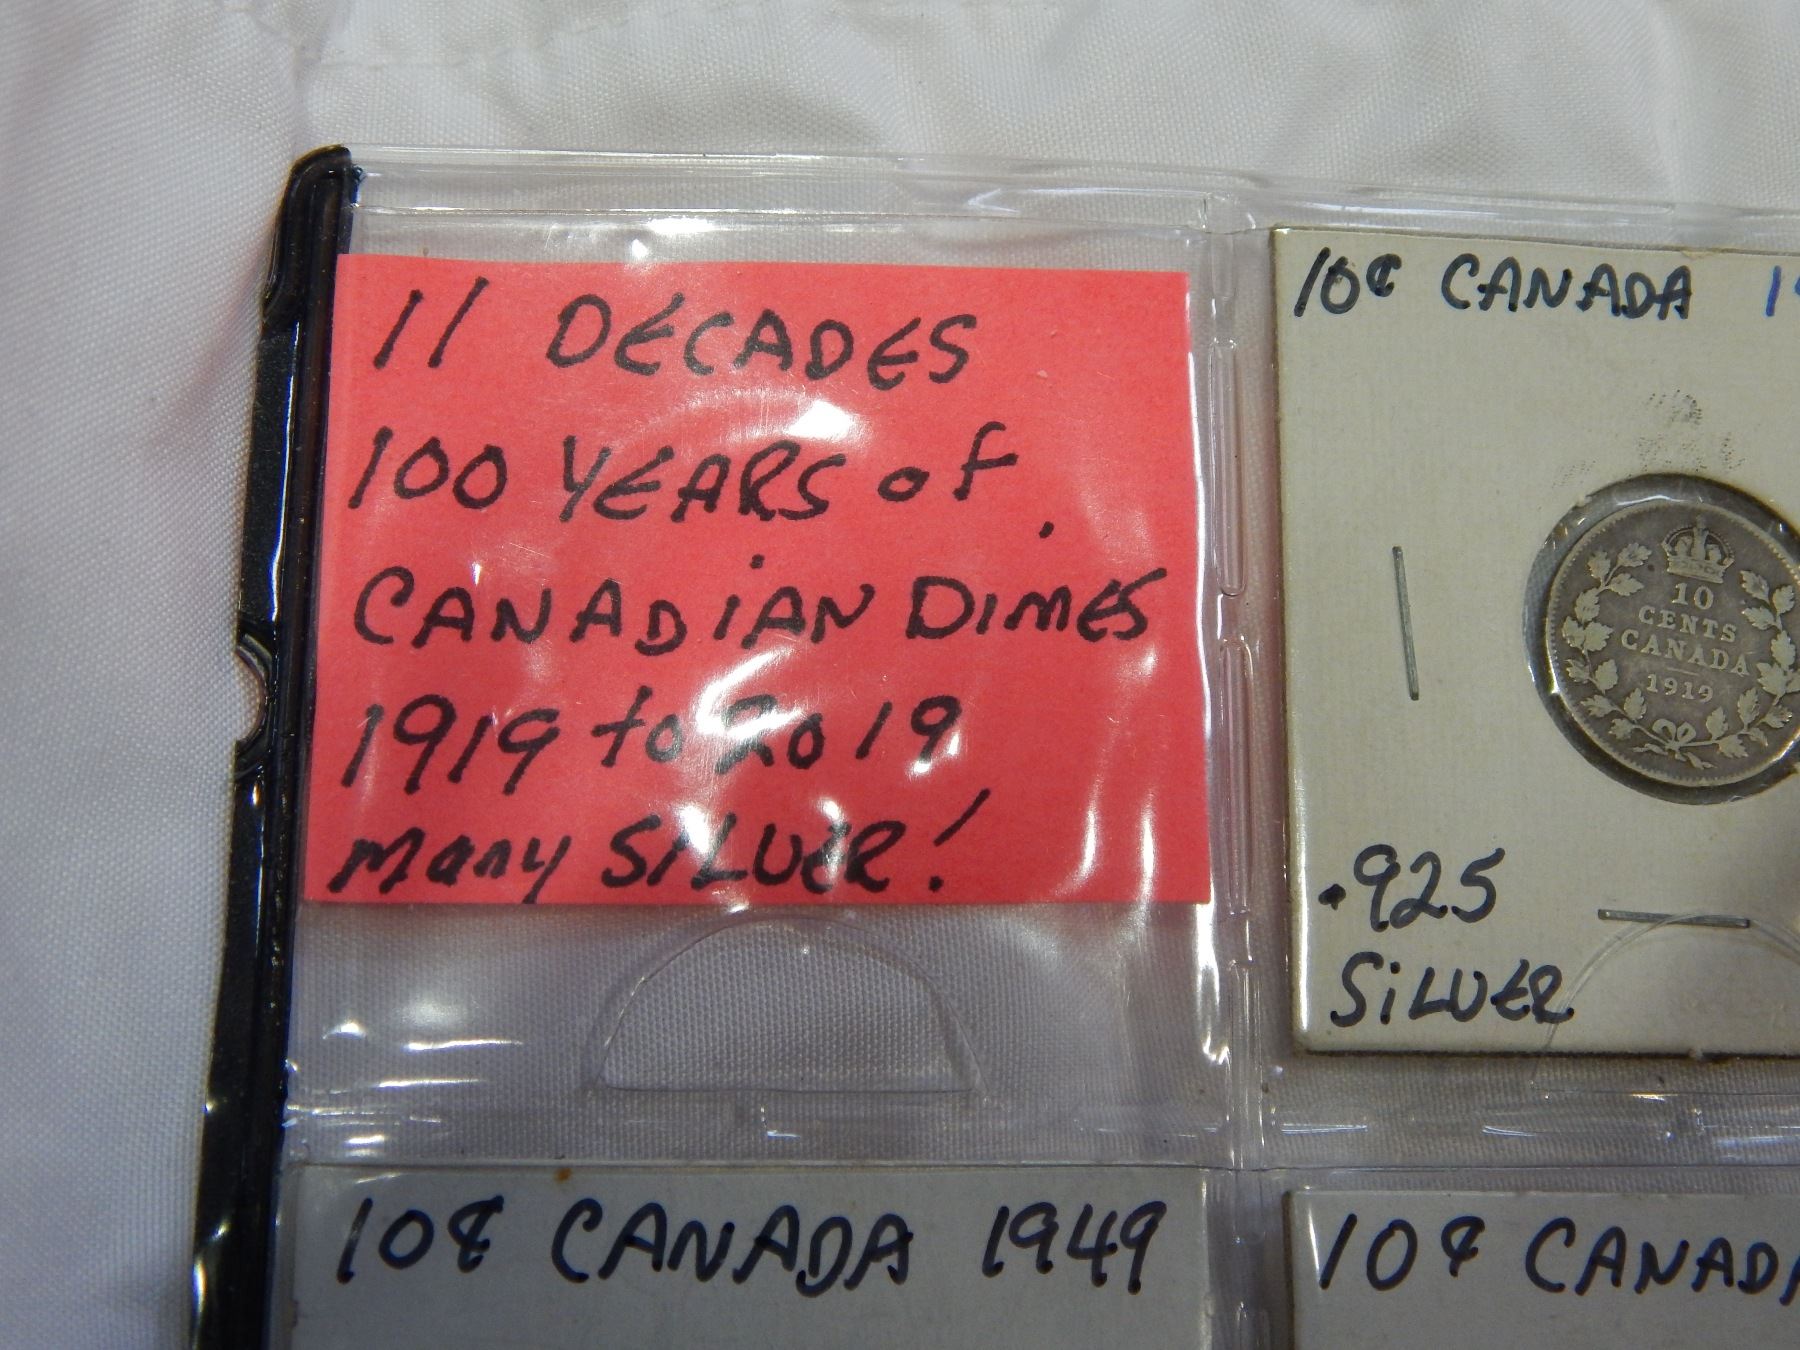 11 DECADES
100 YEARS of
CANADiAN DIMES
1919 to 2019
Many SILVER!
10¢ CANADA
10
CENTS
CANADA
1919
.925
SiLVER
10¢ CANADA 1949
10¢ CANADA